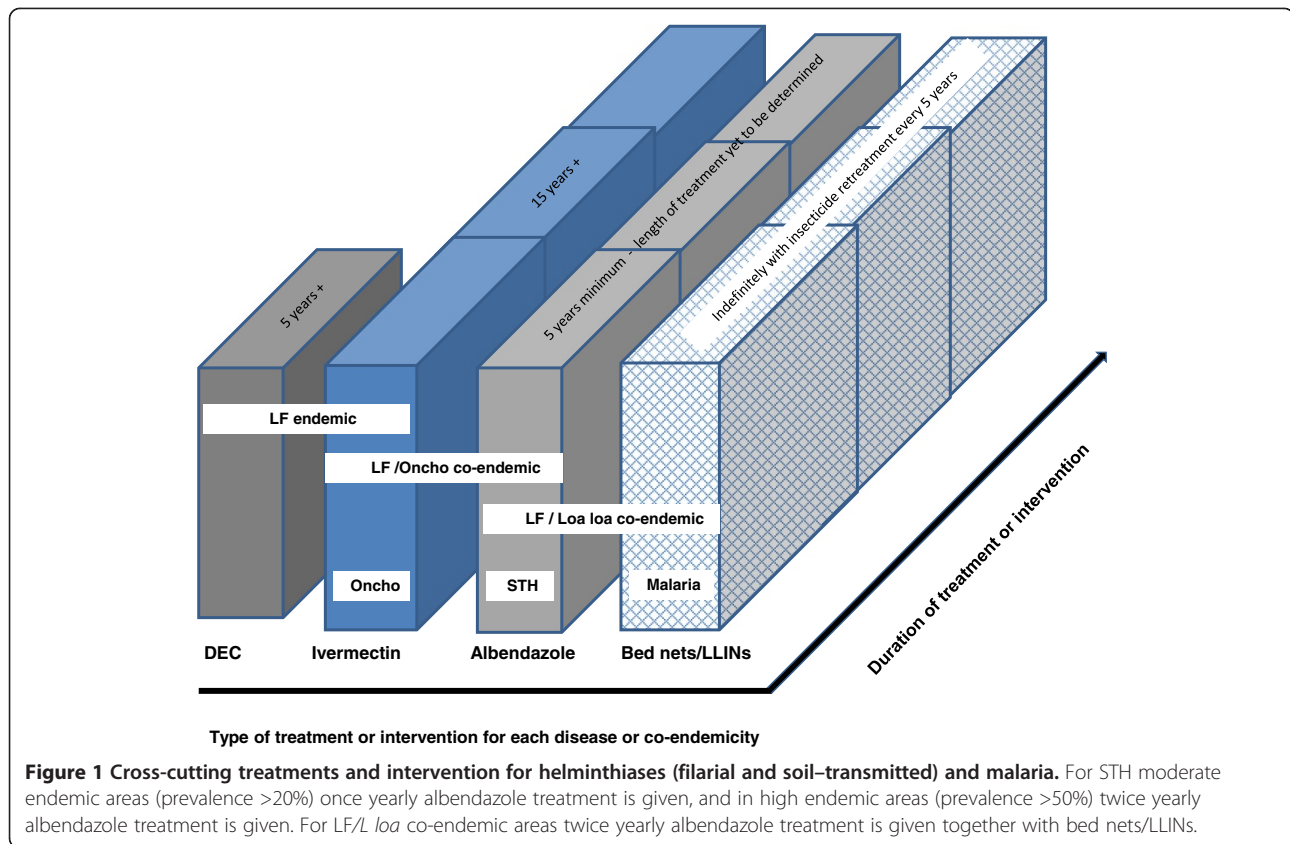 5 years +
15 years +
5 years minimum - length of treatment yet to be determined
Indefinitely with insecticide retreatment every 5 years
LF endemic
LF /Oncho co-endemic
LF / Loa loa co-endemic
Oncho
STH
Malaria
DEC
Ivermectin
Albendazole
Bed nets/LLINs
Duration of treatment or intervention
Type of treatment or intervention for each disease or co-endemicity
Figure 1 Cross-cutting treatments and intervention for helminthiases (filarial and soil–transmitted) and malaria. For STH moderate
endemic areas (prevalence >20%) once yearly albendazole treatment is given, and in high endemic areas (prevalence >50%) twice yearly
albendazole treatment is given. For LF/L loa co-endemic areas twice yearly albendazole treatment is given together with bed nets/LLINs.